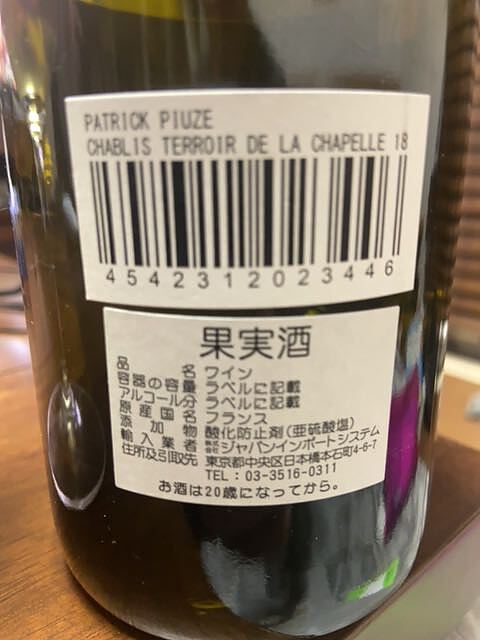 PATRICK PIUZE
CHABLIS TERROIR DE LA CHAPELLE 18
4542312023446
果実酒
品名 ワイン
容器の容量 ラベルに記載
アルコール分 ラベルに記載
原産国名 フランス
添加物 酸化防止剤(亜硫酸塩)
輸入業者 株式会社ジャパンインポートシステム
住所及引取先 東京都中央区日本橋本石町4-6-7
TEL:03-3516-0311
お酒は20歳になってから。